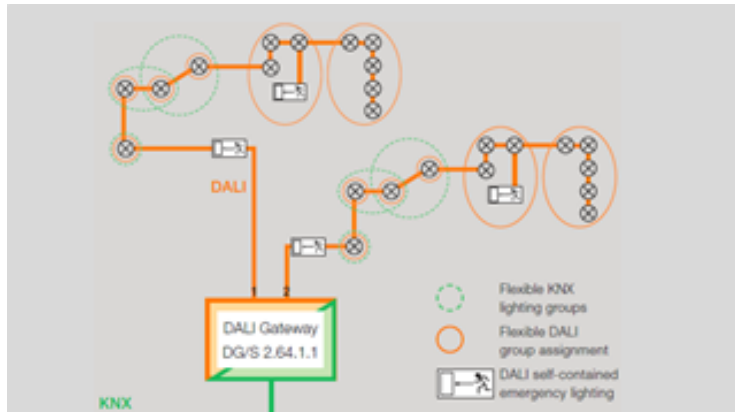 DALI
1
2
DALI Gateway
DG/S 2.64.1.1
KNX
Flexible KNX
lighting groups
Flexible DALI
group assignment
DALI self-contained
emergency lighting